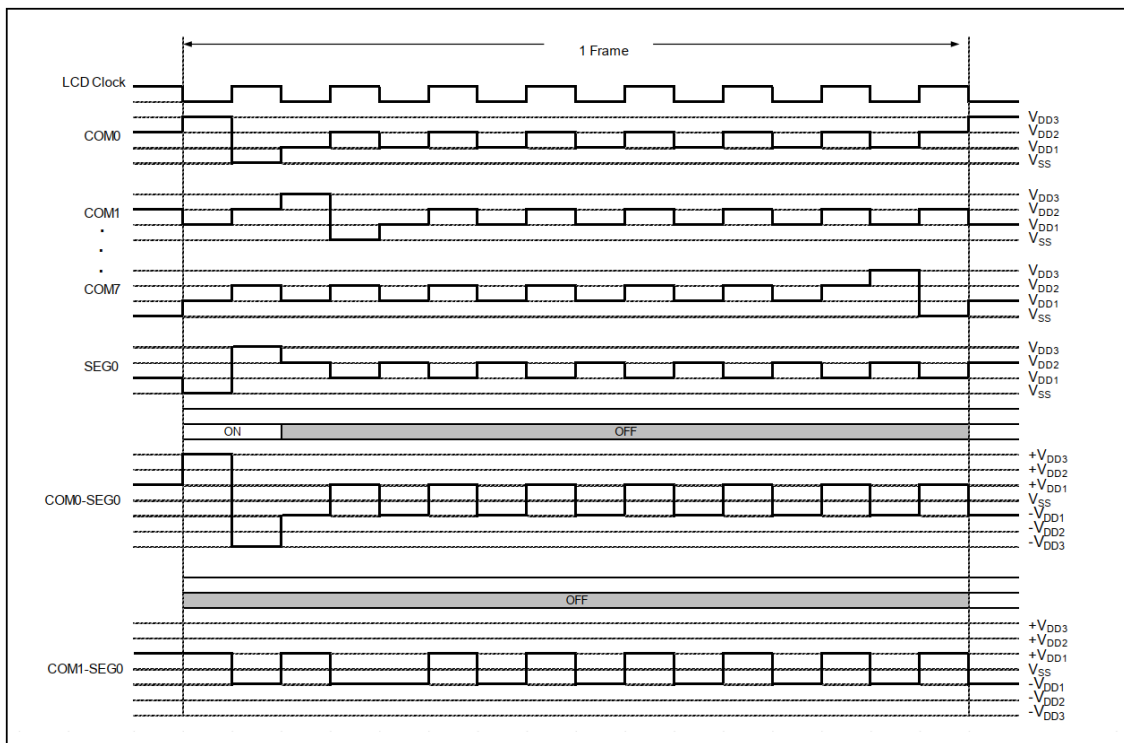 1 Frame
LCD Clock
COM0
VDD3
VDD2
VDD1
VSS
COM1
VDD3
VDD2
VDD1
VSS
.
.
.
COM7
VDD3
VDD2
VDD1
VSS
SEG0
VDD3
VDD2
VDD1
VSS
ON OFF
COM0-SEG0
+VDD3
+VDD2
+VDD1
VSS
-VDD1
-VDD2
-VDD3
OFF
COM1-SEG0
+VDD3
+VDD2
+VDD1
VSS
-VDD1
-VDD2
-VDD3